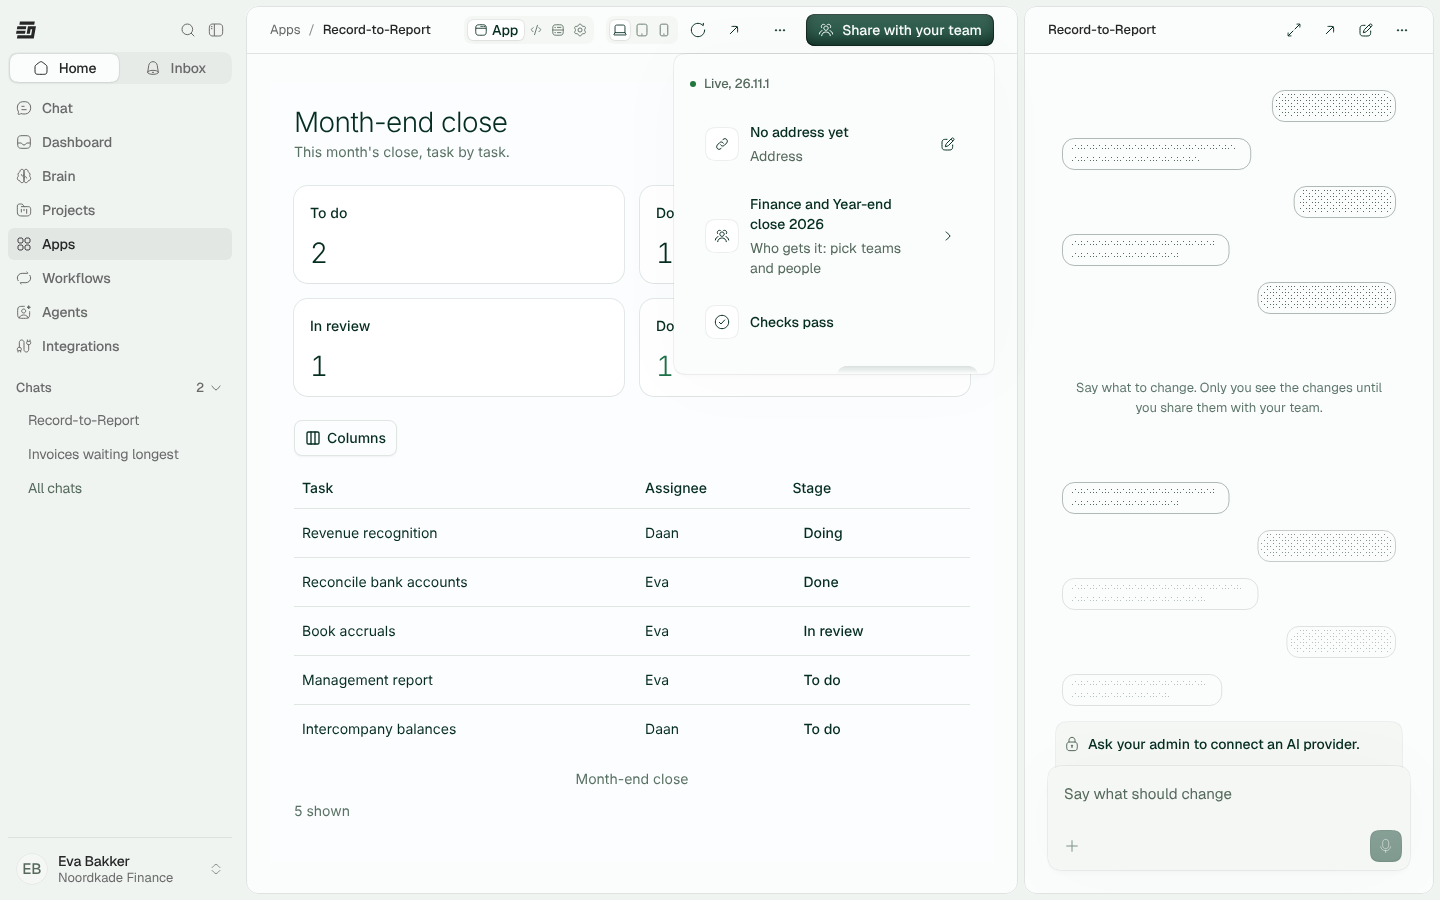 Home
Inbox
Chat
Dashboard
Brain
Projects
Apps
Workflows
Agents
Integrations
Chats 2
Record-to-Report
Invoices waiting longest
All chats
EB
Eva Bakker
Noordkade Finance
Apps / Record-to-Report
App
Share with your team
Month-end close
This month's close, task by task.
To do
2
Do
1
In review
1
Do
1
Live, 26.11.1
No address yet
Address
Finance and Year-end
close 2026
Who gets it: pick teams
and people
Checks pass
Columns
Task Assignee Stage
Revenue recognition Daan Doing
Reconcile bank accounts Eva Done
Book accruals Eva In review
Management report Eva To do
Intercompany balances Daan To do
Month-end close
5 shown
Record-to-Report
Say what to change. Only you see the changes until
you share them with your team.
Ask your admin to connect an AI provider.
Say what should change